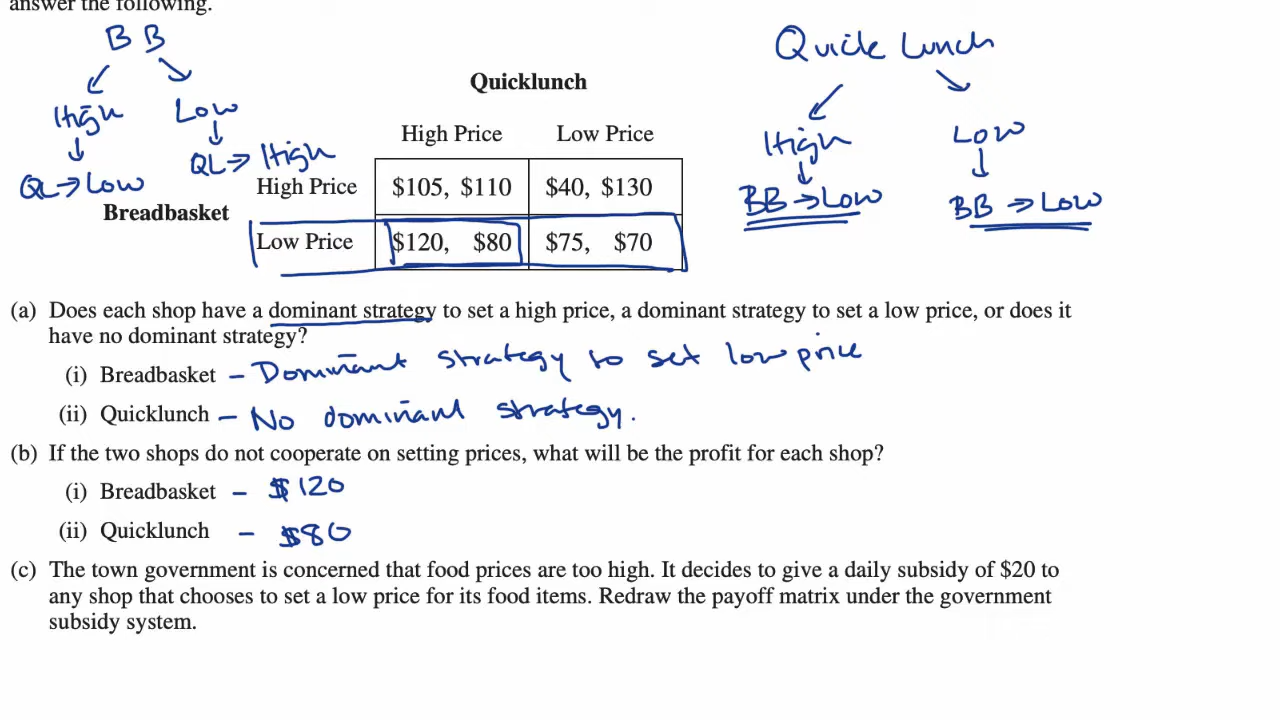 answer the following.
BB
Quick Lunch
Quicklunch
High Low
High Price Low Price
High Low
QL → High
QL → Low
High Price $105, $110 $40, $130
BB → Low BB → Low
Breadbasket
Low Price $120, $80 $75, $70
(a) Does each shop have a dominant strategy to set a high price, a dominant strategy to set a low price, or does it
have no dominant strategy?
(i) Breadbasket – Dominant strategy to set low price
(ii) Quicklunch – No dominant strategy.
(b) If the two shops do not cooperate on setting prices, what will be the profit for each shop?
(i) Breadbasket – $120
(ii) Quicklunch – $80
(c) The town government is concerned that food prices are too high. It decides to give a daily subsidy of $20 to
any shop that chooses to set a low price for its food items. Redraw the payoff matrix under the government
subsidy system.